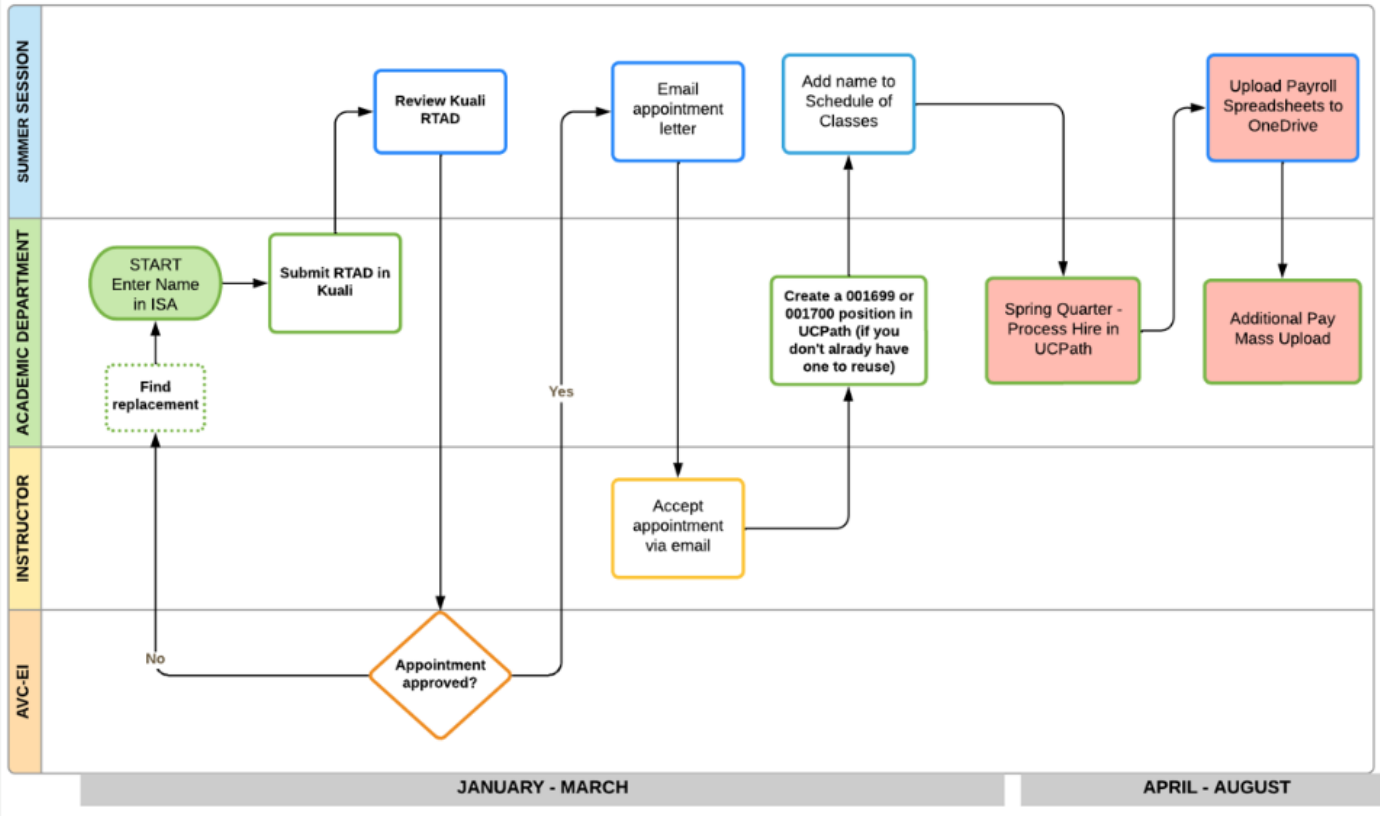 SUMMER SESSION
Review Kuali
RTAD
Email
appointment
letter
Add name to
Schedule of
Classes
Upload Payroll
Spreadsheets to
OneDrive
ACADEMIC DEPARTMENT
START
Enter Name
in ISA
Submit RTAD in
Kuali
Find
replacement
Yes
Create a 001699 or
001700 position in
UCPath (if you
don't alrady have
one to reuse)
Spring Quarter -
Process Hire in
UCPath
Additional Pay
Mass Upload
INSTRUCTOR
Accept
appointment
via email
AVC-EI
No
Appointment
approved?
JANUARY - MARCH
APRIL - AUGUST